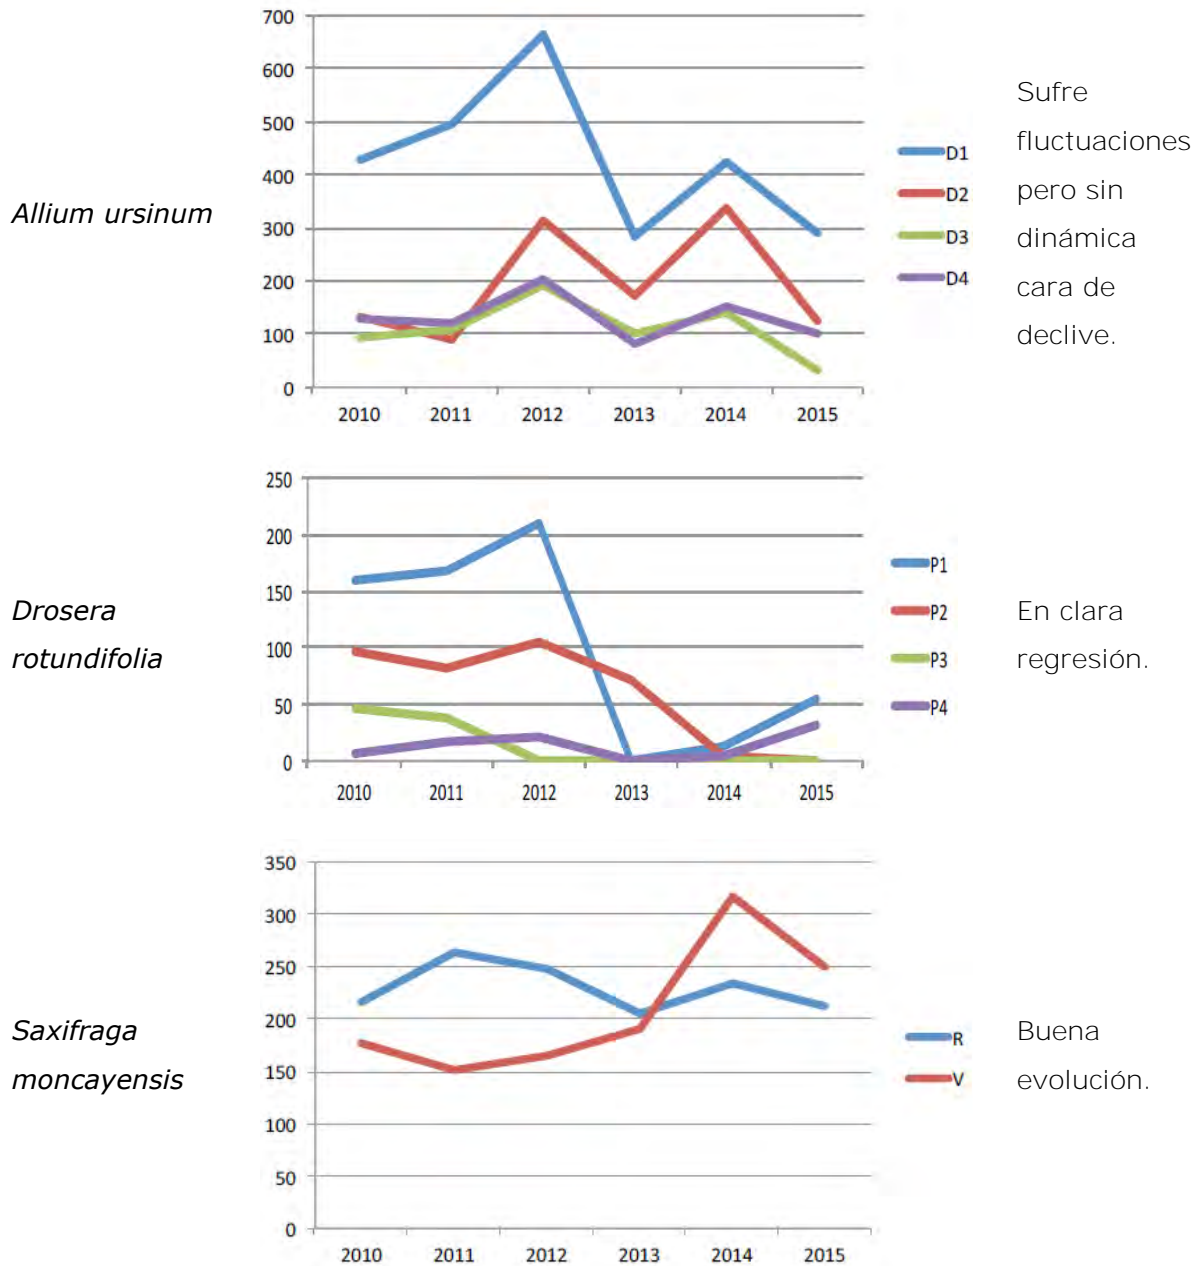 Allium ursinum
700
600
500
400
300
200
100
0
2010 2011 2012 2013 2014 2015
D1
D2
D3
D4
Sufre
fluctuaciones
pero sin
dinámica
cara de
declive.
Drosera
rotundifolia
250
200
150
100
50
0
2010 2011 2012 2013 2014 2015
P1
P2
P3
P4
En clara
regresión.
Saxifraga
moncayensis
350
300
250
200
150
100
50
0
2010 2011 2012 2013 2014 2015
R
V
Buena
evolución.